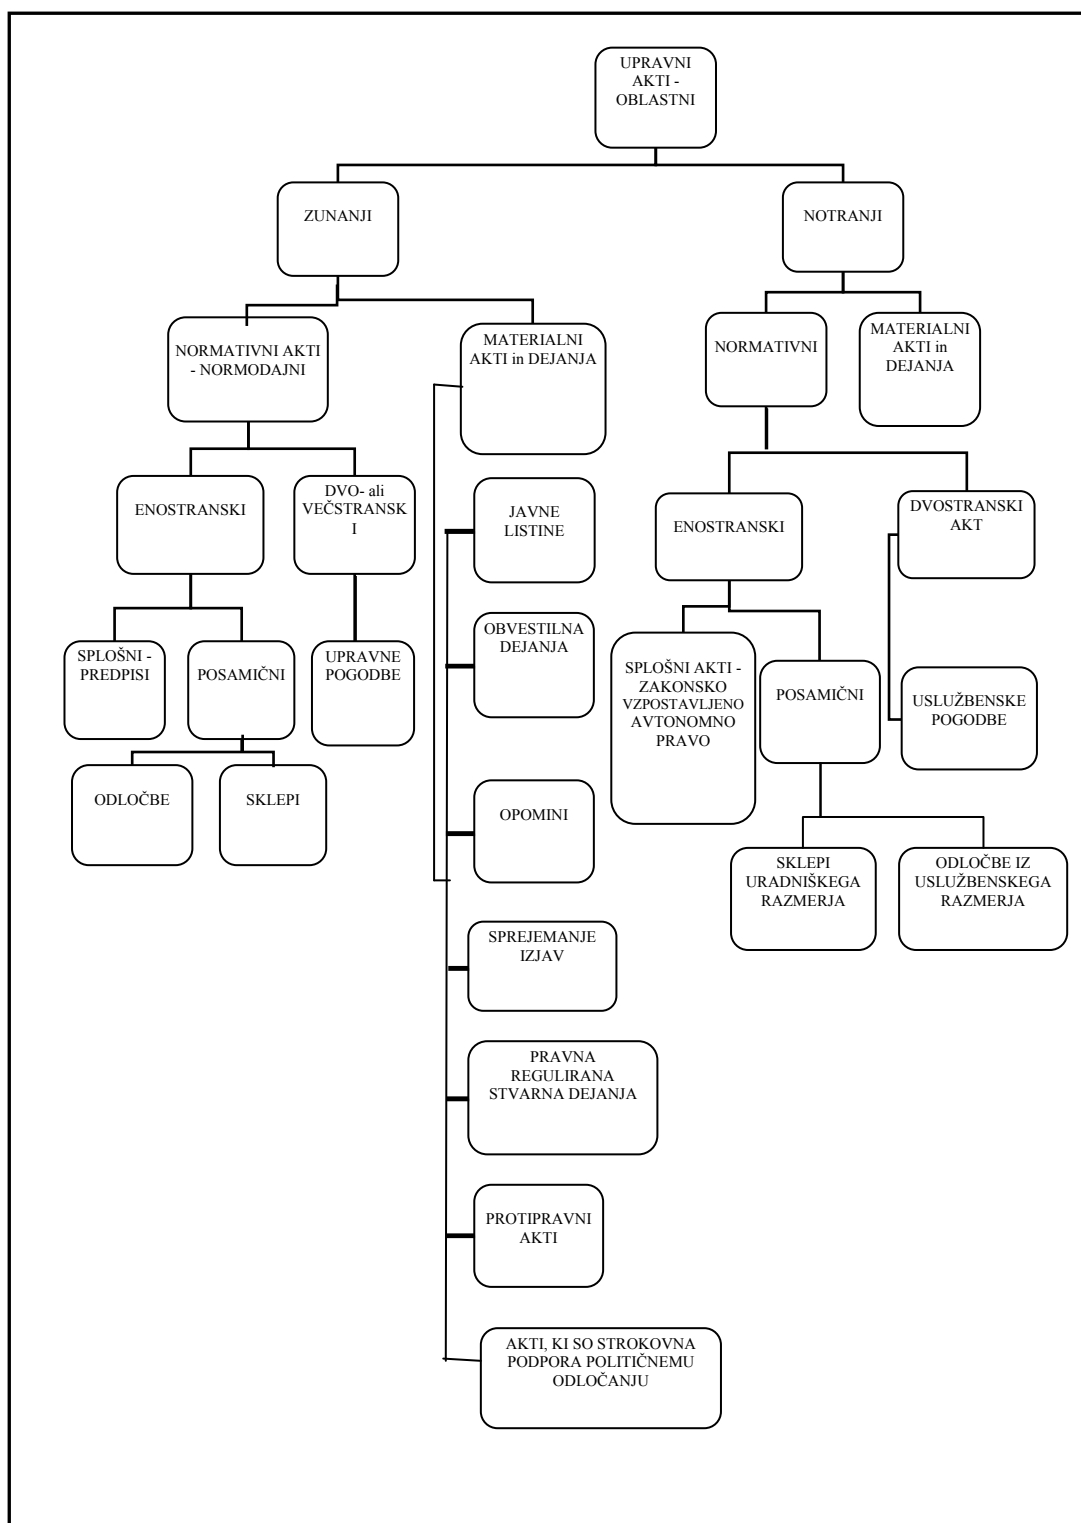 UPRAVNI
AKTI -
OBLASTNI
ZUNANJI
NOTRANJI
NORMATIVNI AKTI
- NORMODAJNI
MATERIALNI
AKTI in DEJANJA
NORMATIVNI
MATERIALNI
AKTI in
DEJANJA
ENOSTRANSKI
DVO- ali
VEČSTRANSK
I
JAVNE
LISTINE
ENOSTRANSKI
DVOSTRANSKI
AKT
SPLOŠNI -
PREDPISI
POSAMIČNI
UPRAVNE
POGODBE
OBVESTILNA
DEJANJA
SPLOŠNI AKTI -
ZAKONSKO
VZPOSTAVLJENO
AVTONOMNO
PRAVO
POSAMIČNI
USLUŽBENSKE
POGODBE
ODLOČBE
SKLEPI
OPOMINI
SKLEPI
URADNIŠKEGA
RAZMERJA
ODLOČBE IZ
USLUŽBENSKEGA
RAZMERJA
SPREJEMANJE
IZJAV
PRAVNA
REGULIRANA
STVARNA DEJANJA
PROTIPRAVNI
AKTI
AKTI, KI SO STROKOVNA
PODPORA POLITIČNEMU
ODLOČANJU